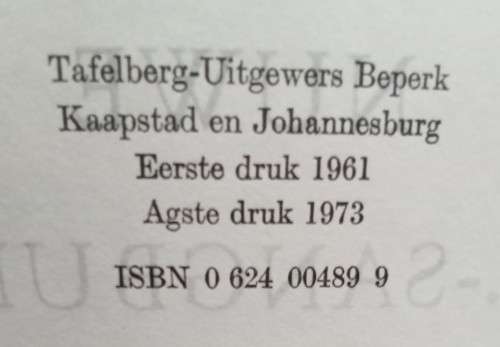 Tafelberg-Uitgewers Beperk
Kaapstad en Johannesburg
Eerste druk 1961
Agste druk 1973
ISBN 0 624 00489 9